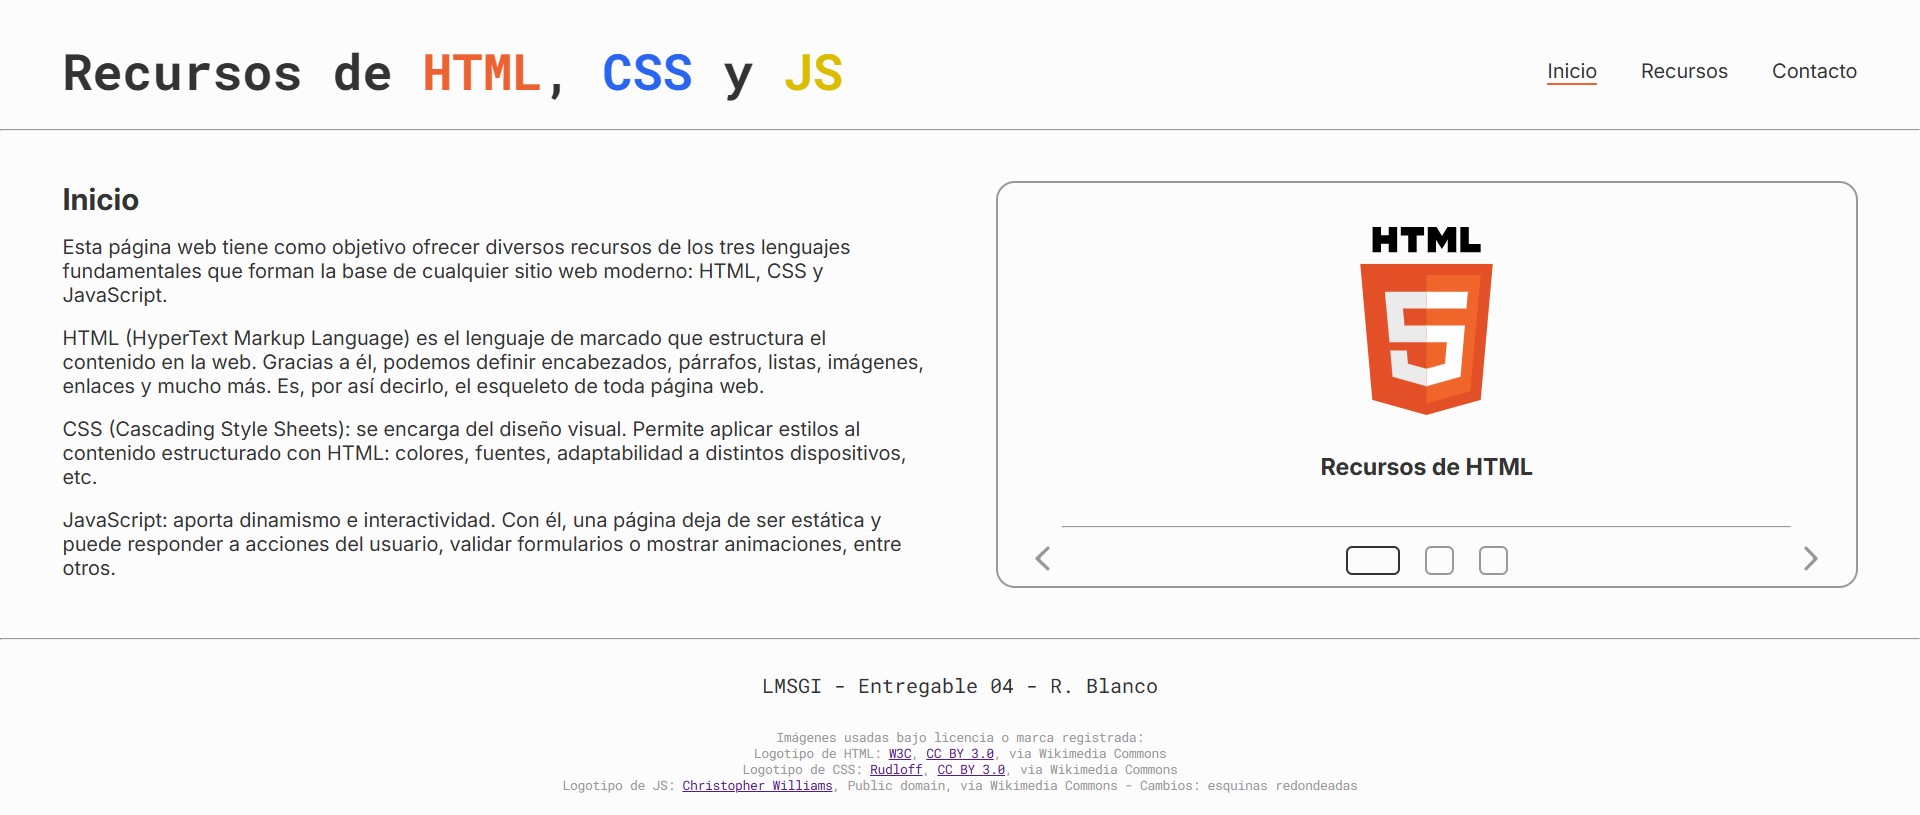 Recursos de HTML, CSS y JS
Inicio
Recursos
Contacto
Inicio
Esta página web tiene como objetivo ofrecer diversos recursos de los tres lenguajes
fundamentales que forman la base de cualquier sitio web moderno: HTML, CSS y
JavaScript.
HTML (HyperText Markup Language) es el lenguaje de marcado que estructura el
contenido en la web. Gracias a él, podemos definir encabezados, párrafos, listas, imágenes,
enlaces y mucho más. Es, por así decirlo, el esqueleto de toda página web.
CSS (Cascading Style Sheets): se encarga del diseño visual. Permite aplicar estilos al
contenido estructurado con HTML: colores, fuentes, adaptabilidad a distintos dispositivos,
etc.
JavaScript: aporta dinamismo e interactividad. Con él, una página deja de ser estática y
puede responder a acciones del usuario, validar formularios o mostrar animaciones, entre
otros.
HTML
5
Recursos de HTML
LMSGI - Entregable 04 - R. Blanco
Imágenes usadas bajo licencia o marca registrada:
Logotipo de HTML: W3C, CC BY 3.0, via Wikimedia Commons
Logotipo de CSS: Rudloff, CC BY 3.0, via Wikimedia Commons
Logotipo de JS: Christopher Williams, Public domain, via Wikimedia Commons - Cambios: esquinas redondeadas